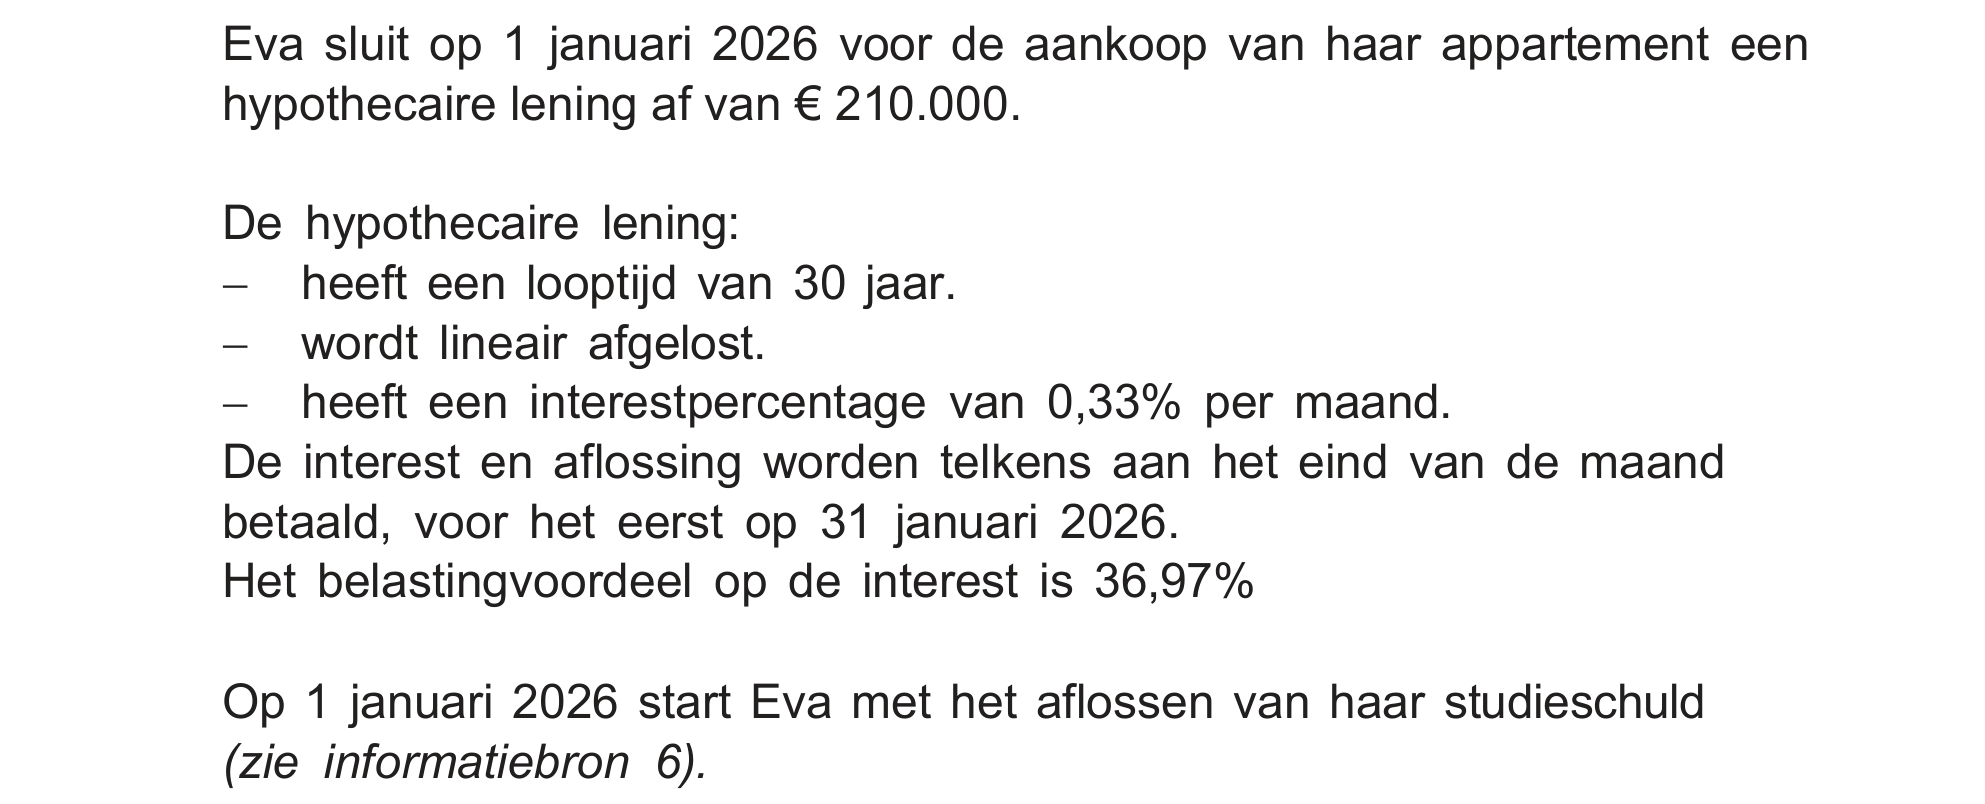 Eva sluit op 1 januari 2026 voor de aankoop van haar appartement een
hypothecaire lening af van € 210.000.
De hypothecaire lening:
– heeft een looptijd van 30 jaar.
– wordt lineair afgelost.
– heeft een interestpercentage van 0,33% per maand.
De interest en aflossing worden telkens aan het eind van de maand
betaald, voor het eerst op 31 januari 2026.
Het belastingvoordeel op de interest is 36,97%
Op 1 januari 2026 start Eva met het aflossen van haar studieschuld
(zie informatiebron 6).